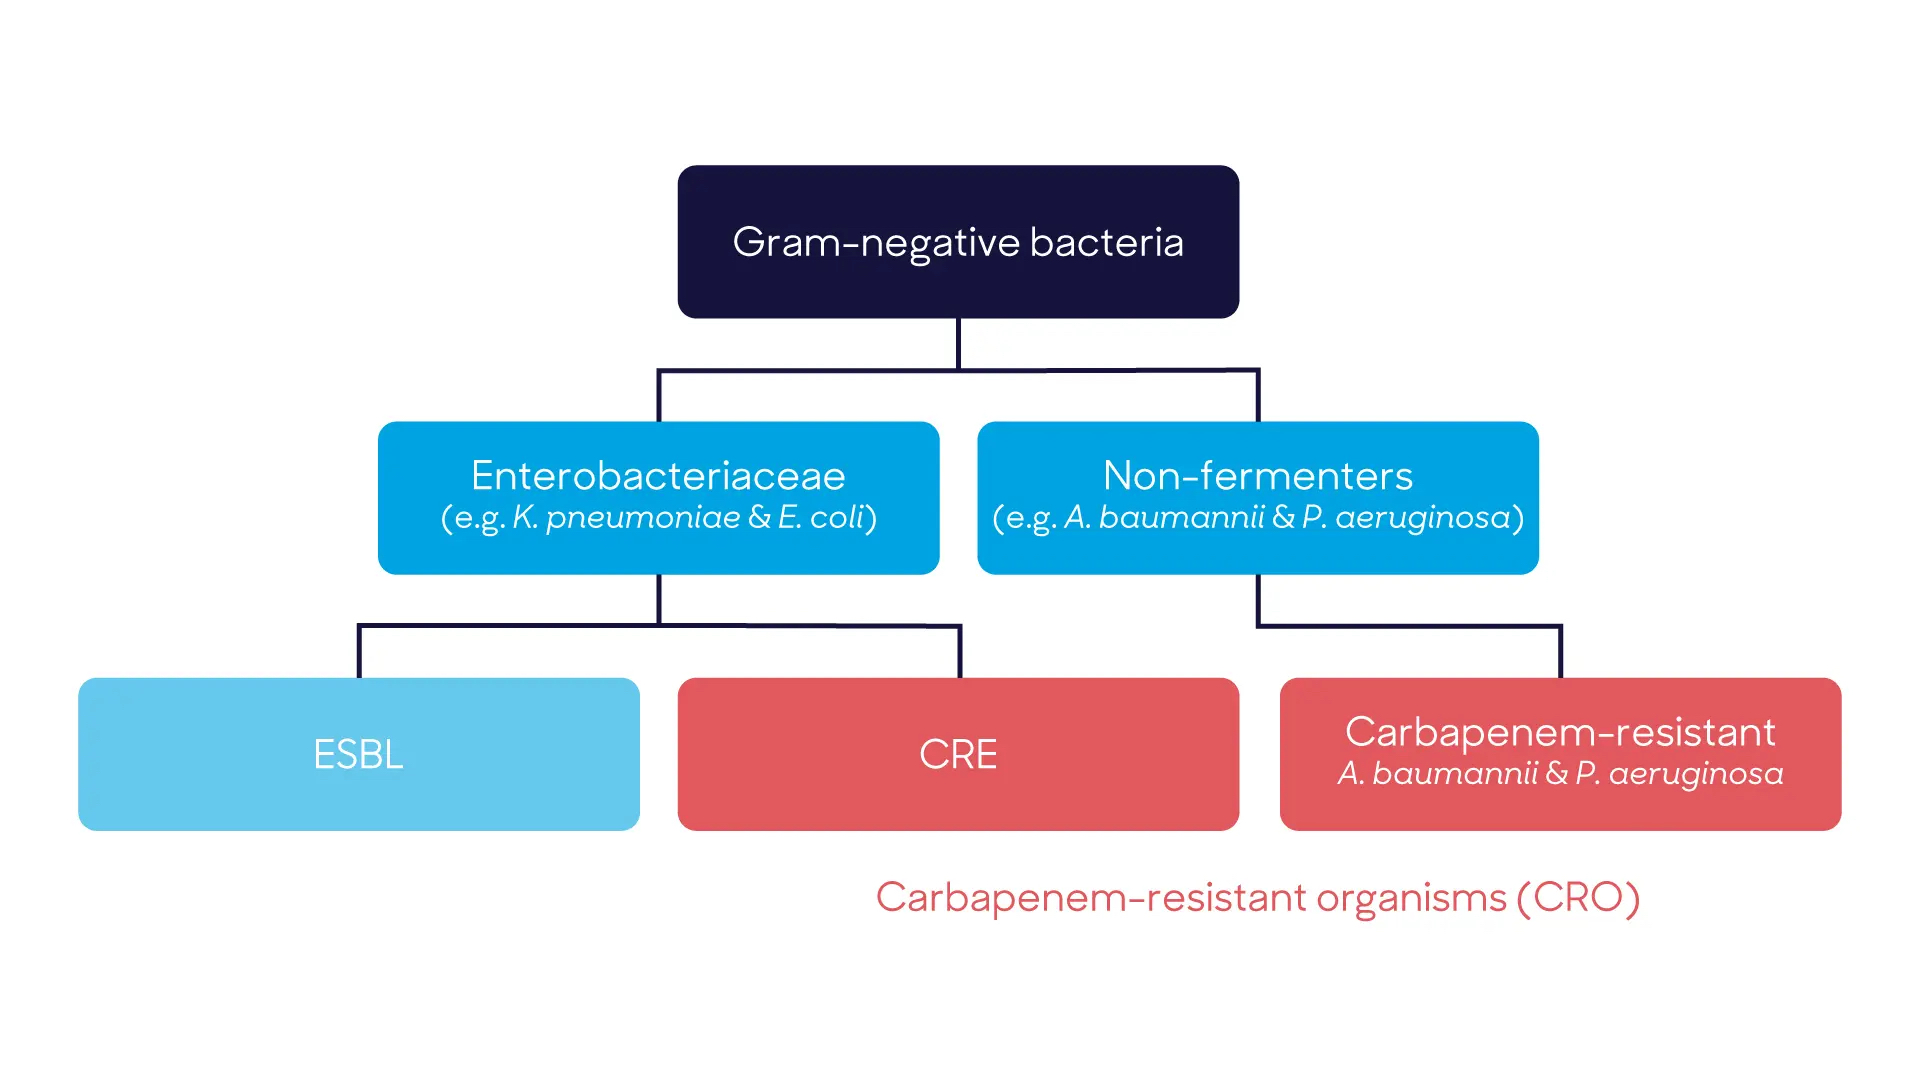 Gram-negative bacteria
Enterobacteriaceae
(e.g. K. pneumoniae & E. coli)
Non-fermenters
(e.g. A. baumannii & P. aeruginosa)
ESBL
CRE
Carbapenem-resistant
A. baumannii & P. aeruginosa
Carbapenem-resistant organisms (CRO)